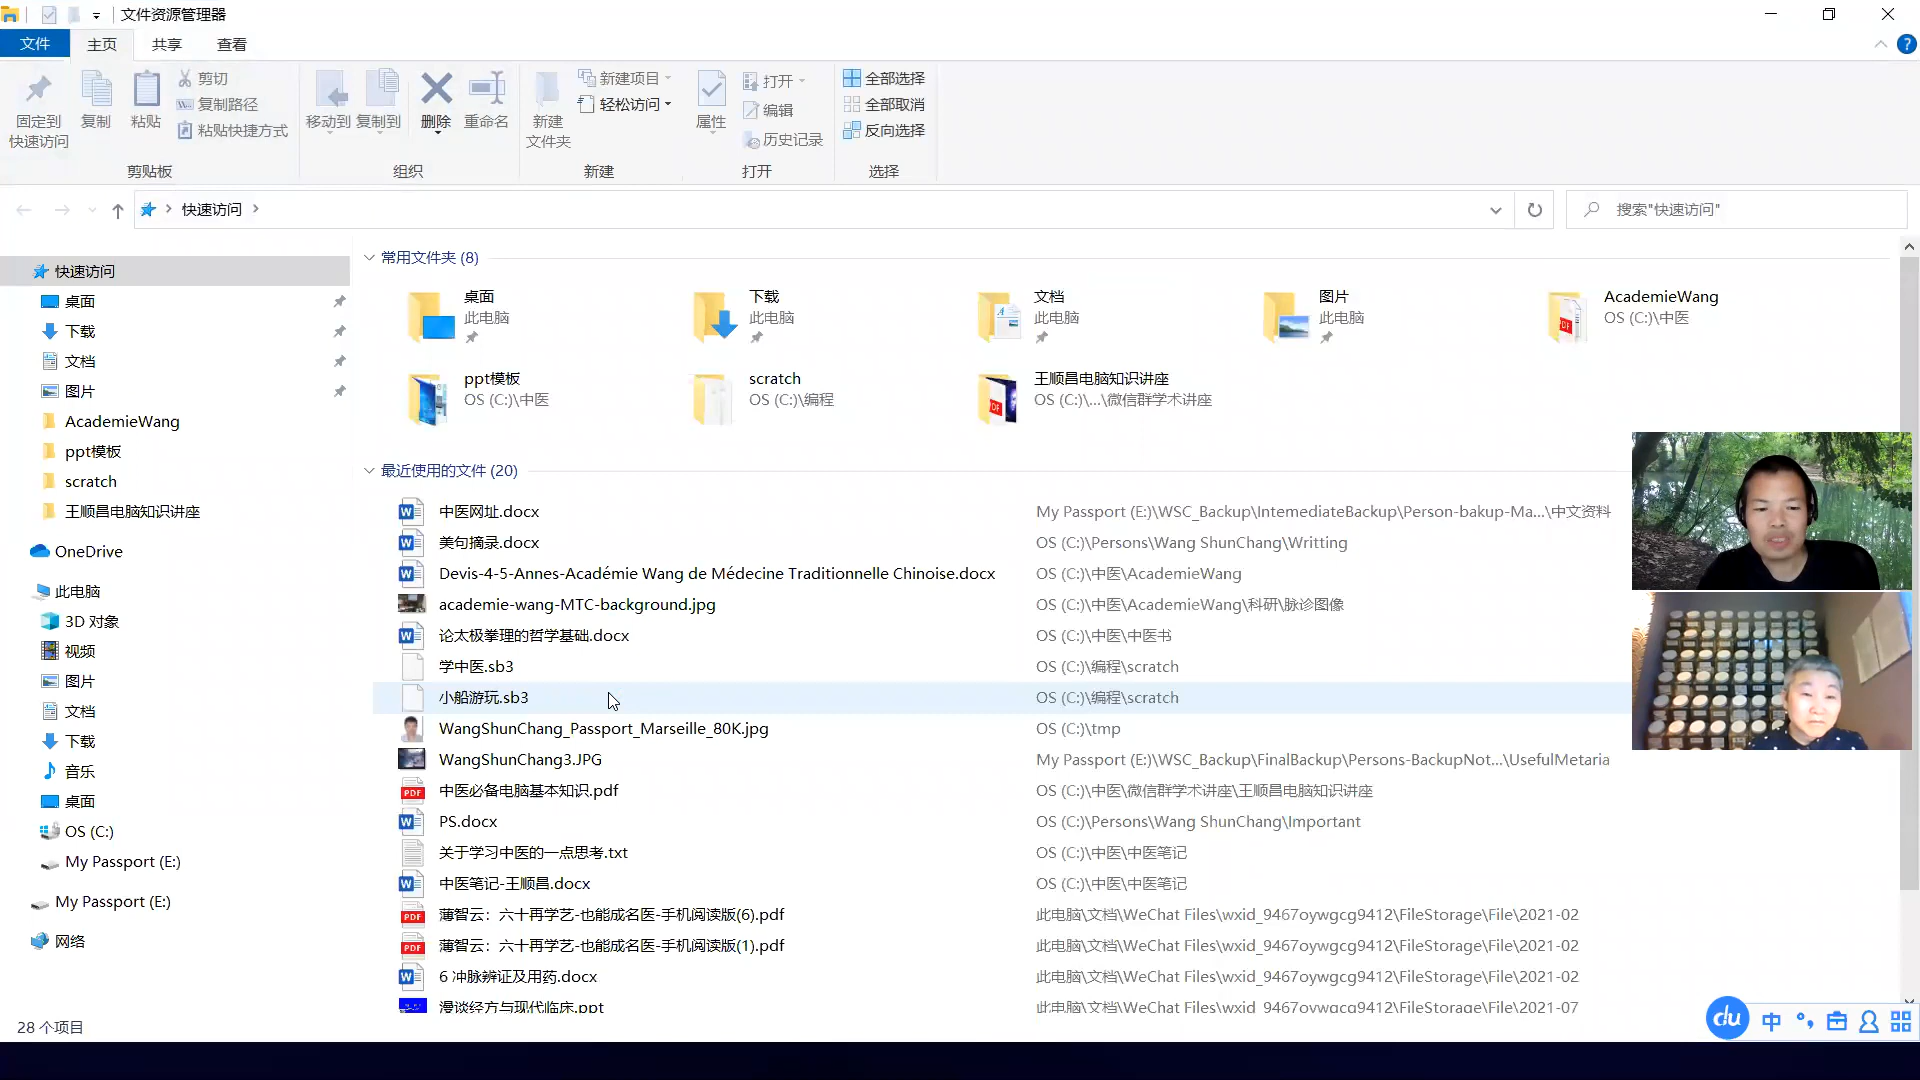 文件资源管理器
文件
主页
共享
查看
固定到
快速访问
复制
粘贴
剪切
复制路径
粘贴快捷方式
剪贴板
移动到
复制到
删除
重命名
组织
新建
文件夹
新建项目
轻松访问
新建
属性
打开
编辑
历史记录
打开
全部选择
全部取消
反向选择
选择
快速访问
搜索"快速访问"
快速访问
桌面
下载
文档
图片
AcademieWang
ppt模板
scratch
王顺昌电脑知识讲座
OneDrive
此电脑
3D 对象
视频
图片
文档
下载
音乐
桌面
OS (C:)
My Passport (E:)
My Passport (E:)
网络
常用文件夹 (8)
桌面
此电脑
下载
此电脑
文档
此电脑
图片
此电脑
AcademieWang
OS (C:)\中医
ppt模板
OS (C:)\中医
scratch
OS (C:)\编程
王顺昌电脑知识讲座
OS (C:)\...\微信群学术讲座
最近使用的文件 (20)
中医网址.docx My Passport (E:)\WSC_Backup\IntemediateBackup\Person-bakup-Ma...\中文资料
美句摘录.docx OS (C:)\Persons\Wang ShunChang\Writting
Devis-4-5-Annes-Académie Wang de Médecine Traditionnelle Chinoise.docx OS (C:)\中医\AcademieWang
academie-wang-MTC-background.jpg OS (C:)\中医\AcademieWang\科研\脉诊图像
论太极拳理的哲学基础.docx OS (C:)\中医\中医书
学中医.sb3 OS (C:)\编程\scratch
小船游玩.sb3 OS (C:)\编程\scratch
WangShunChang_Passport_Marseille_80K.jpg OS (C:)\tmp
WangShunChang3.JPG My Passport (E:)\WSC_Backup\FinalBackup\Persons-BackupNot...\UsefulMetaria
中医必备电脑基本知识.pdf OS (C:)\中医\微信群学术讲座\王顺昌电脑知识讲座
PS.docx OS (C:)\Persons\Wang ShunChang\Important
关于学习中医的一点思考.txt OS (C:)\中医\中医笔记
中医笔记-王顺昌.docx OS (C:)\中医\中医笔记
薄智云：六十再学艺-也能成名医-手机阅读版(6).pdf 此电脑\文档\WeChat Files\wxid_9467oywgcg9412\FileStorage\File\2021-02
薄智云：六十再学艺-也能成名医-手机阅读版(1).pdf 此电脑\文档\WeChat Files\wxid_9467oywgcg9412\FileStorage\File\2021-02
6 冲脉辨证及用药.docx 此电脑\文档\WeChat Files\wxid_9467oywgcg9412\FileStorage\File\2021-02
漫谈经方与现代临床.ppt 此电脑\文档\WeChat Files\wxid_9467oywgcg9412\FileStorage\File\2021-07
28 个项目
du 中